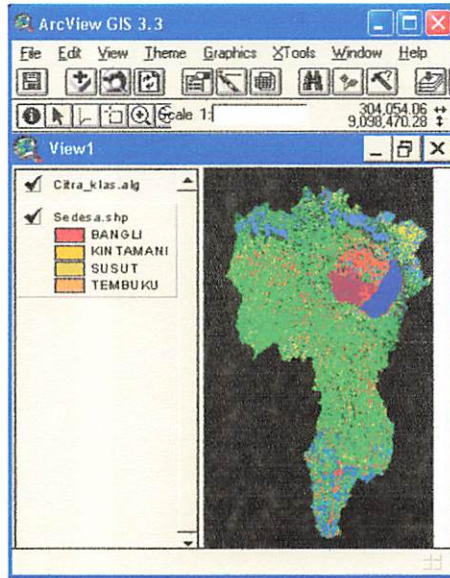 ArcView GIS 3.3
File Edit View Theme Graphics XTools Window Help
Scale 1:
304,054.06
9,098,470.28
View1
Citra_klas.alg
Sedesa.shp
BANGLI
KINTAMANI
SUSUT
TEMBUKU